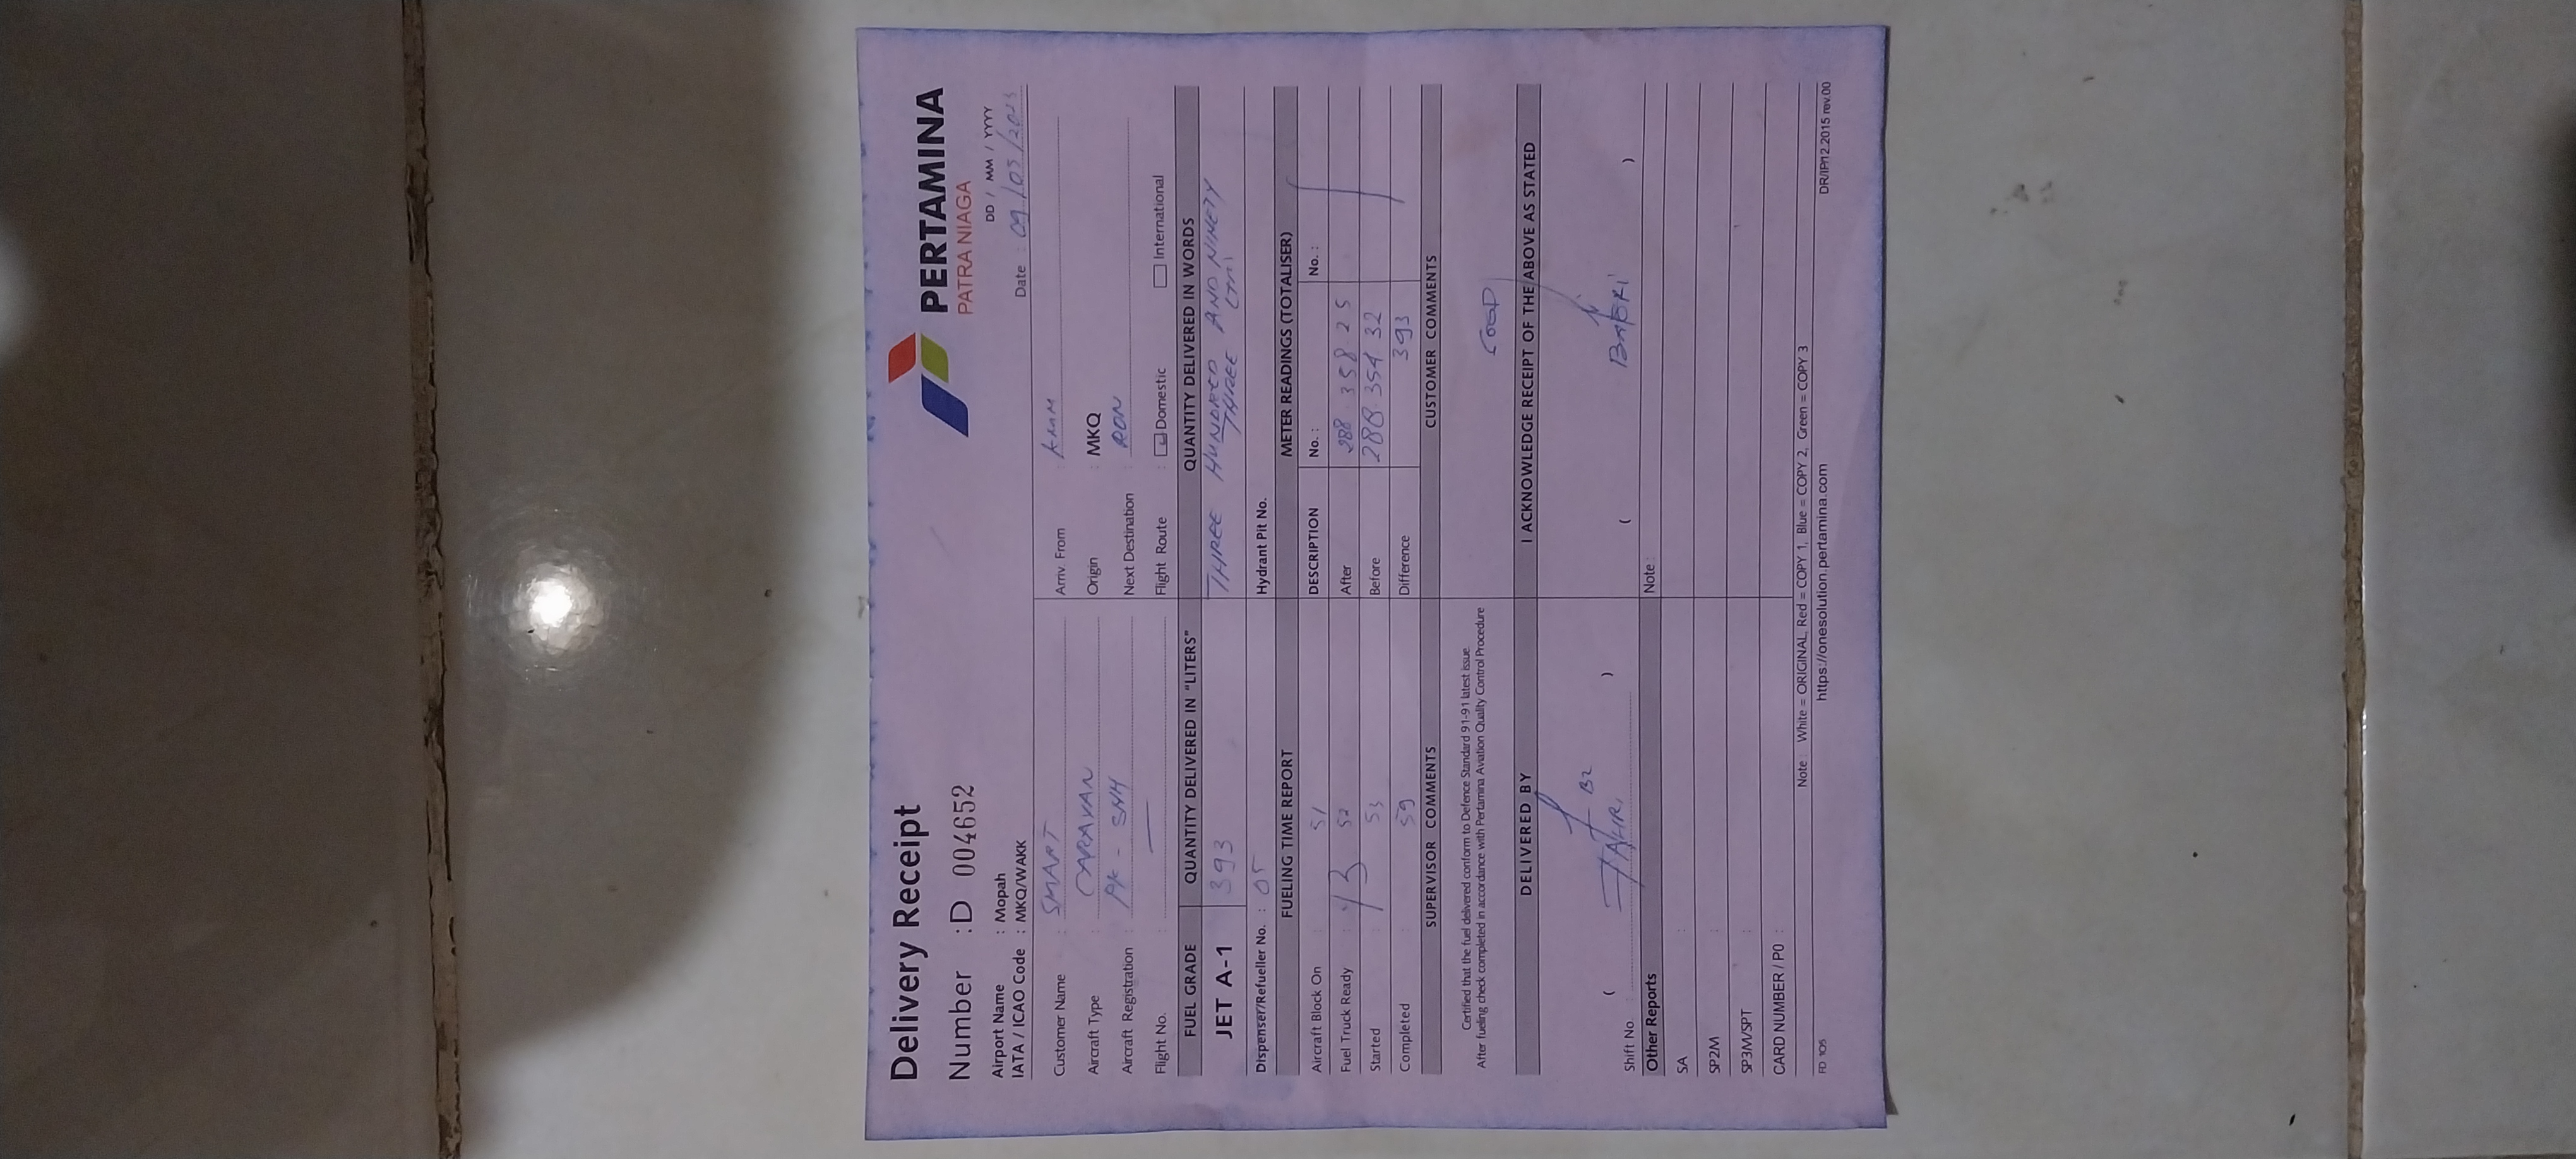 Delivery Receipt
Number : D 004652
PERTAMINA
PATRA NIAGA
Airport Name : Mopah
IATA / ICAO Code : MKQ/WAKK
DD / MM / YYYY
Date : 09/05/2023
Customer Name : SMART
Aircraft Type : CARAVAN
Aircraft Registration : PK - SNH
Flight No. : —
Arriv. From :
Origin : MKQ
Next Destination : RON
Flight Route : Domestic International
FUEL GRADE QUANTITY DELIVERED IN "LITERS" QUANTITY DELIVERED IN WORDS
JET A-1 393 THREE HUNDRED AND NINETY
THREE
Dispenser/Refueller No. : 05 Hydrant Pit No.
FUELING TIME REPORT METER READINGS (TOTALISER)
Aircraft Block On : 51 DESCRIPTION No. : No. :
Fuel Truck Ready : 13 52 After 288 358 25
Started : 53 Before 288 354 32
Completed : 59 Difference 393
SUPERVISOR COMMENTS CUSTOMER COMMENTS
Certified that the fuel delivered conform to Defence Standard 91-91 latest issue.
After fueling check completed in accordance with Pertamina Aviation Quality Control Procedure
GOOD
DELIVERED BY I ACKNOWLEDGE RECEIPT OF THE ABOVE AS STATED
B2
( ) ( )
Shift No. :
Other Reports Note :
SA :
SP2M :
SP3M/SPT :
CARD NUMBER / PO :
Note : White = ORIGINAL, Red = COPY 1, Blue = COPY 2, Green = COPY 3
FD 105 https://onesolution.pertamina.com DR/IP/12.2015 rev.00